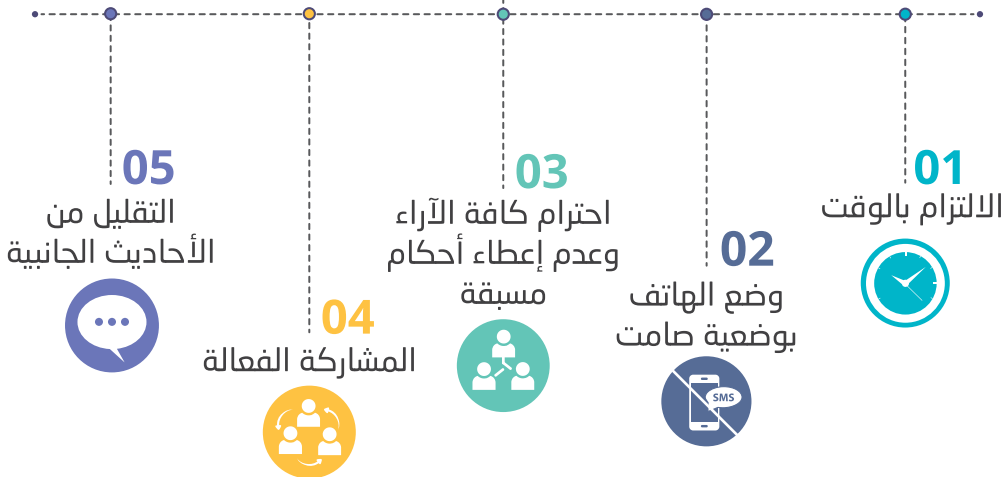 01
الالتزام بالوقت
02
وضع الهاتف
بوضعية صامت
SMS
03
احترام كافة الآراء
وعدم إعطاء أحكام
مسبقة
04
المشاركة الفعالة
05
التقليل من
الأحاديث الجانبية